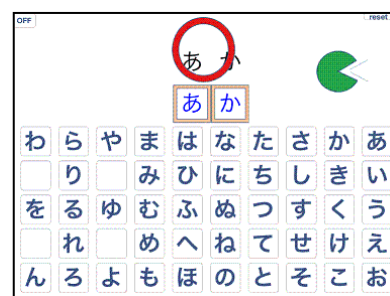 OFF reset
あ か
あ か
わ ら や ま は な た さ か あ
り み ひ に ち し き い
を る ゆ む ふ ぬ つ す く う
れ め へ ね て せ け え
ん ろ よ も ほ の と そ こ お